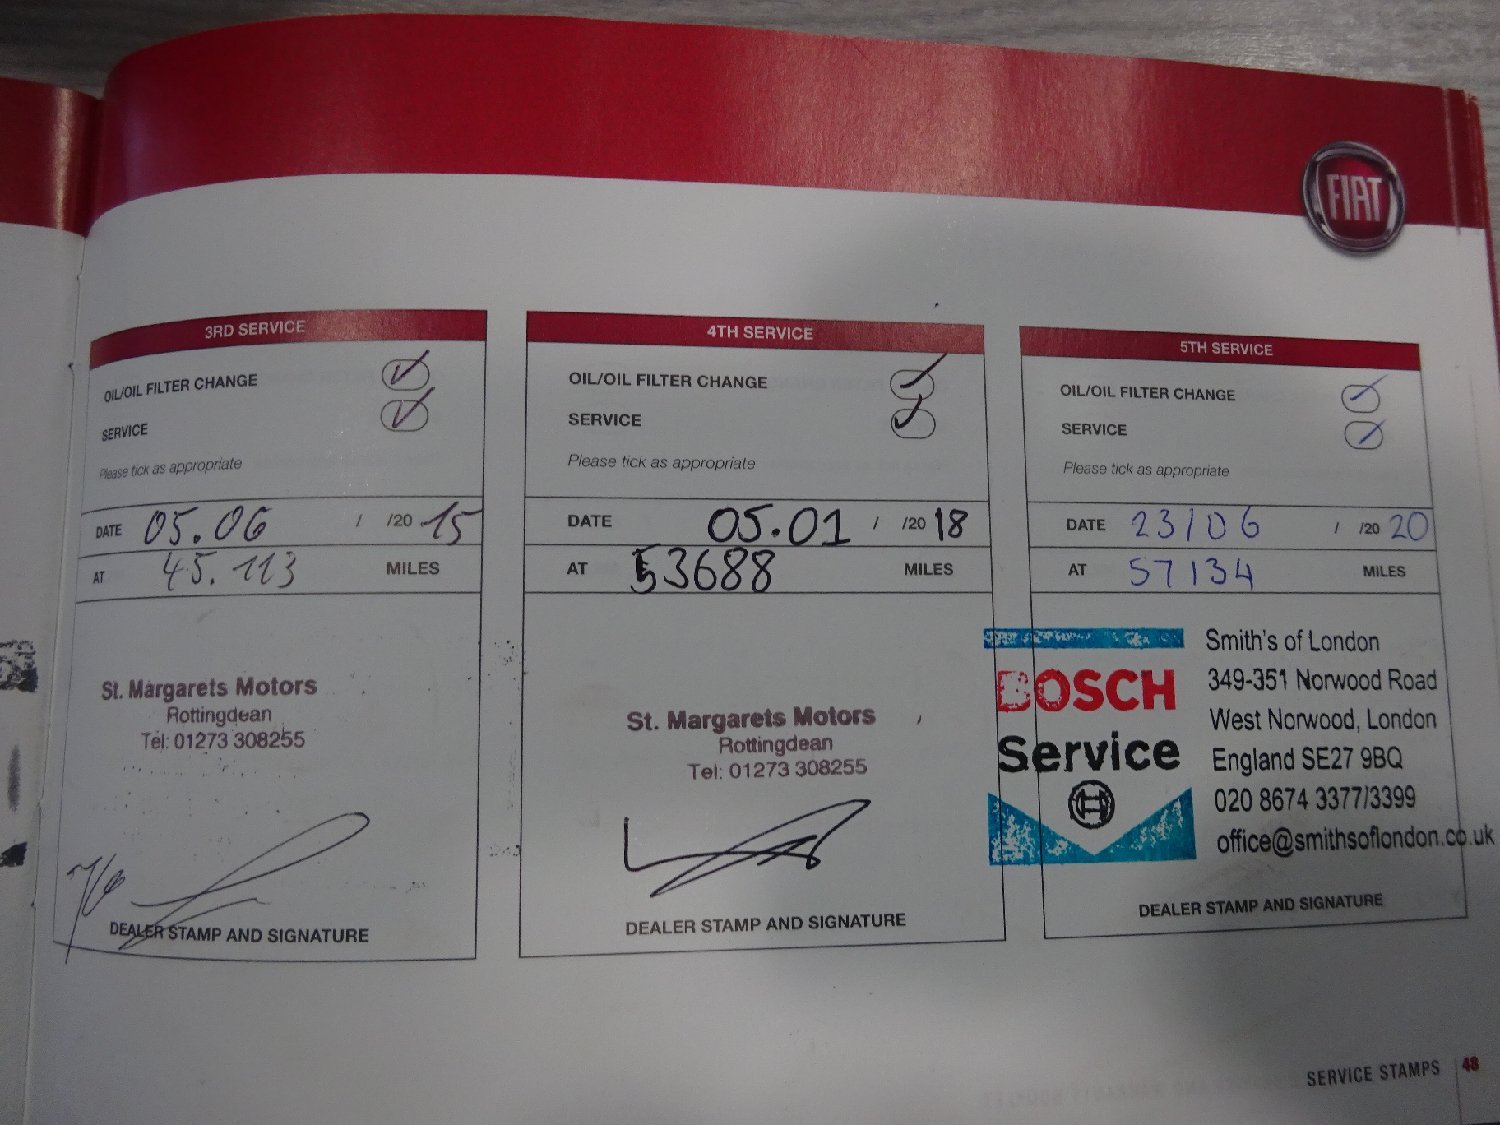 FIAT
3RD SERVICE
OIL/OIL FILTER CHANGE
SERVICE
Please tick as appropriate
DATE 05.06 / /20 15
AT 45.113 MILES
St. Margarets Motors
Rottingdean
Tel: 01273 308255
DEALER STAMP AND SIGNATURE
4TH SERVICE
OIL/OIL FILTER CHANGE
SERVICE
Please tick as appropriate
DATE 05.01 / /20 18
AT 53688 MILES
St. Margarets Motors
Rottingdean
Tel: 01273 308255
DEALER STAMP AND SIGNATURE
5TH SERVICE
OIL/OIL FILTER CHANGE
SERVICE
Please tick as appropriate
DATE 23/06 / /20 20
AT 57134 MILES
BOSCH
Service
Smith's of London
349-351 Norwood Road
West Norwood, London
England SE27 9BQ
020 8674 3377/3399
office@smithsoflondon.co.uk
DEALER STAMP AND SIGNATURE
SERVICE STAMPS 48